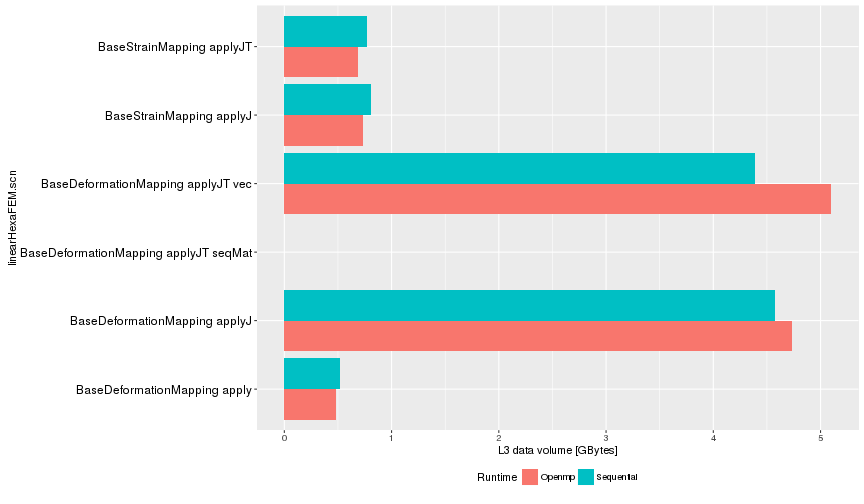 BaseStrainMapping applyJT
BaseStrainMapping applyJ
BaseDeformationMapping applyJT vec
BaseDeformationMapping applyJT seqMat
BaseDeformationMapping applyJ
BaseDeformationMapping apply
linearHexaFEM.scn
0 1 2 3 4 5
L3 data volume [GBytes]
Runtime Openmp Sequential